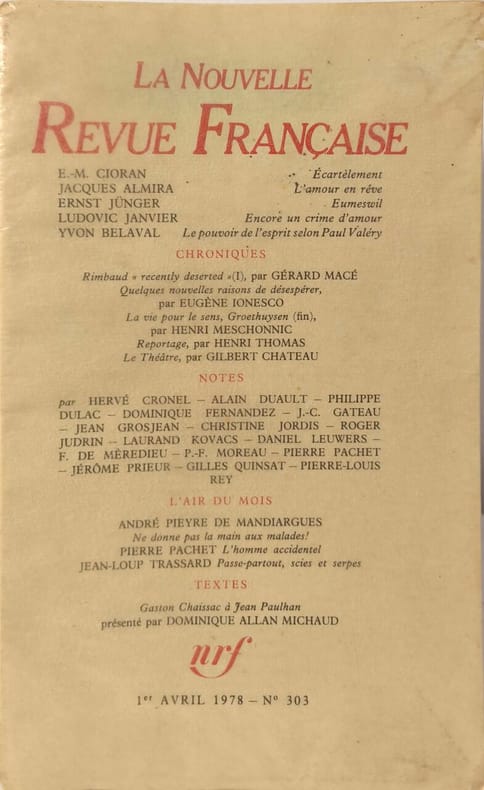 LA NOUVELLE
REVUE FRANÇAISE
E.-M. CIORAN Écartèlement
JACQUES ALMIRA L'amour en rêve
ERNST JÜNGER Eumeswil
LUDOVIC JANVIER Encore un crime d'amour
YVON BELAVAL Le pouvoir de l'esprit selon Paul Valéry
CHRONIQUES
Rimbaud « recently deserted »(I), par GÉRARD MACÉ
Quelques nouvelles raisons de désespérer,
par EUGÈNE IONESCO
La vie pour le sens, Groethuysen (fin),
par HENRI MESCHONNIC
Reportage, par HENRI THOMAS
Le Théâtre, par GILBERT CHATEAU
NOTES
par HERVÉ CRONEL – ALAIN DUAULT – PHILIPPE
DULAC – DOMINIQUE FERNANDEZ – J.-C. GATEAU
– JEAN GROSJEAN – CHRISTINE JORDIS – ROGER
JUDRIN – LAURAND KOVACS – DANIEL LEUWERS –
F. DE MÈREDIEU – P.-F. MOREAU – PIERRE PACHET
– JÉRÔME PRIEUR – GILLES QUINSAT – PIERRE-LOUIS
REY
L'AIR DU MOIS
ANDRÉ PIEYRE DE MANDIARGUES
Ne donne pas la main aux malades!
PIERRE PACHET L'homme accidentel
JEAN-LOUP TRASSARD Passe-partout, scies et serpes
TEXTES
Gaston Chaissac à Jean Paulhan
présenté par DOMINIQUE ALLAN MICHAUD
nrf
1er AVRIL 1978 – N° 303